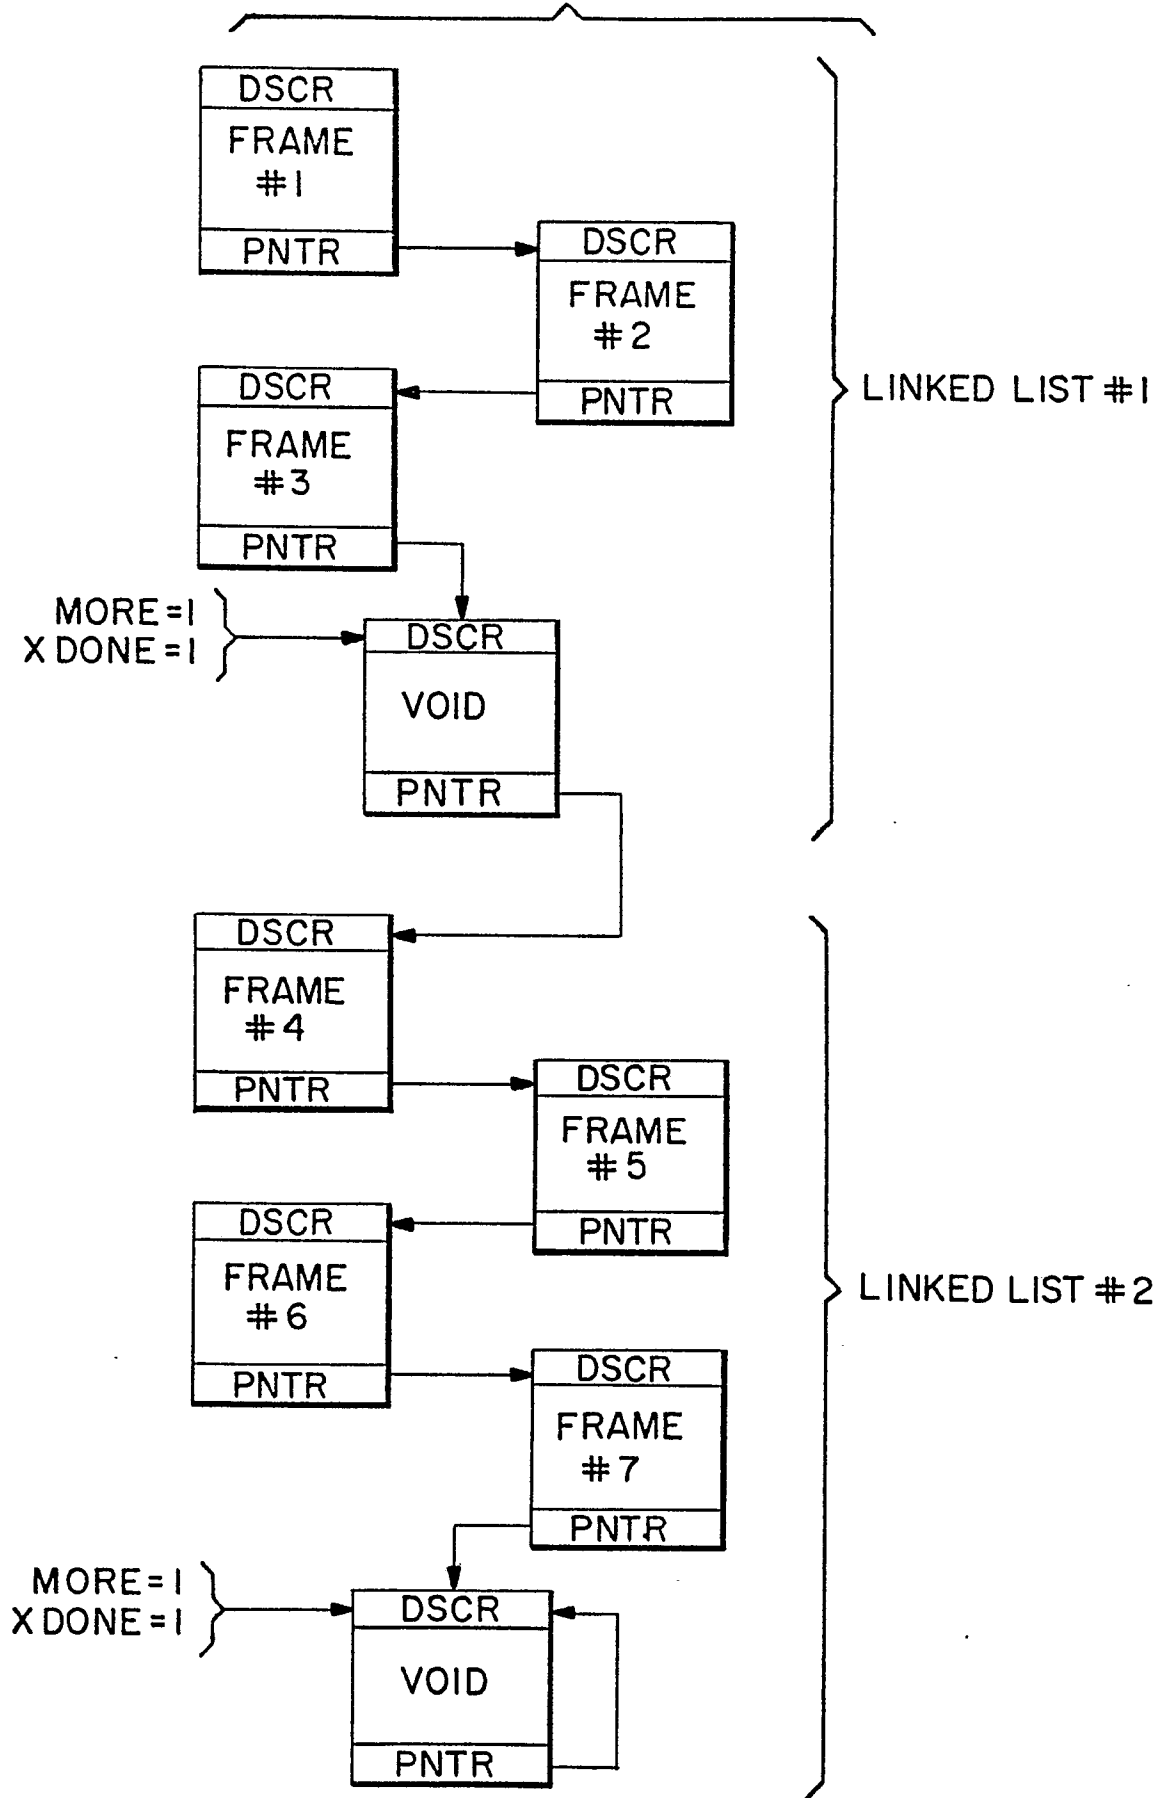 DSCR
FRAME
#1
PNTR
DSCR
FRAME
#2
PNTR
LINKED LIST #1
DSCR
FRAME
#3
PNTR
MORE=1
X DONE=1
DSCR
VOID
PNTR
DSCR
FRAME
#4
PNTR
DSCR
FRAME
#5
PNTR
DSCR
FRAME
#6
PNTR
LINKED LIST #2
DSCR
FRAME
#7
PNTR
MORE=1
X DONE=1
DSCR
VOID
PNTR